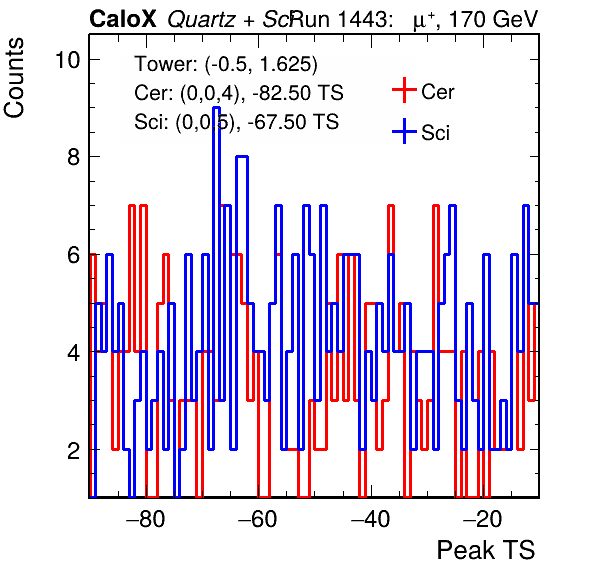 CaloX Quartz + Sci Run 1443: μ⁺, 170 GeV
Counts
Tower: (-0.5, 1.625)
Cer: (0,0,4), -82.50 TS
Sci: (0,0,5), -67.50 TS
Cer
Sci
10
8
6
4
2
−80 −60 −40 −20
Peak TS